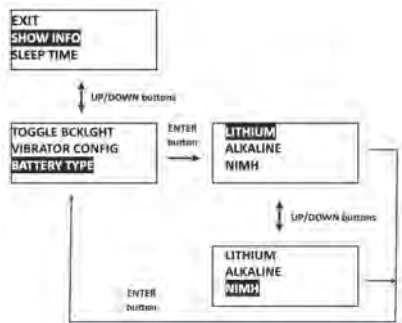 EXIT
SHOW INFO
SLEEP TIME
UP/DOWN buttons
TOGGLE BCKLGHT
VIBRATOR CONFIG
BATTERY TYPE
ENTER
button
LITHIUM
ALKALINE
NIMH
UP/DOWN buttons
LITHIUM
ALKALINE
NIMH
ENTER
button